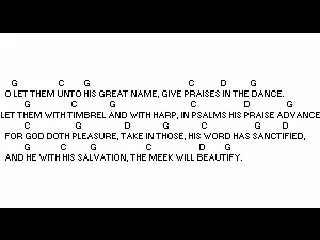 G C G C D G
O LET THEM UNTO HIS GREAT NAME, GIVE PRAISES IN THE DANCE.
G C G C D G
LET THEM WITH TIMBREL AND WITH HARP, IN PSALMS HIS PRAISE ADVANCE
C G D G C G D
FOR GOD DOTH PLEASURE, TAKE IN THOSE, HIS WORD HAS SANCTIFIED,
G C G C D G
AND HE WITH HIS SALVATION, THE MEEK WILL BEAUTIFY.